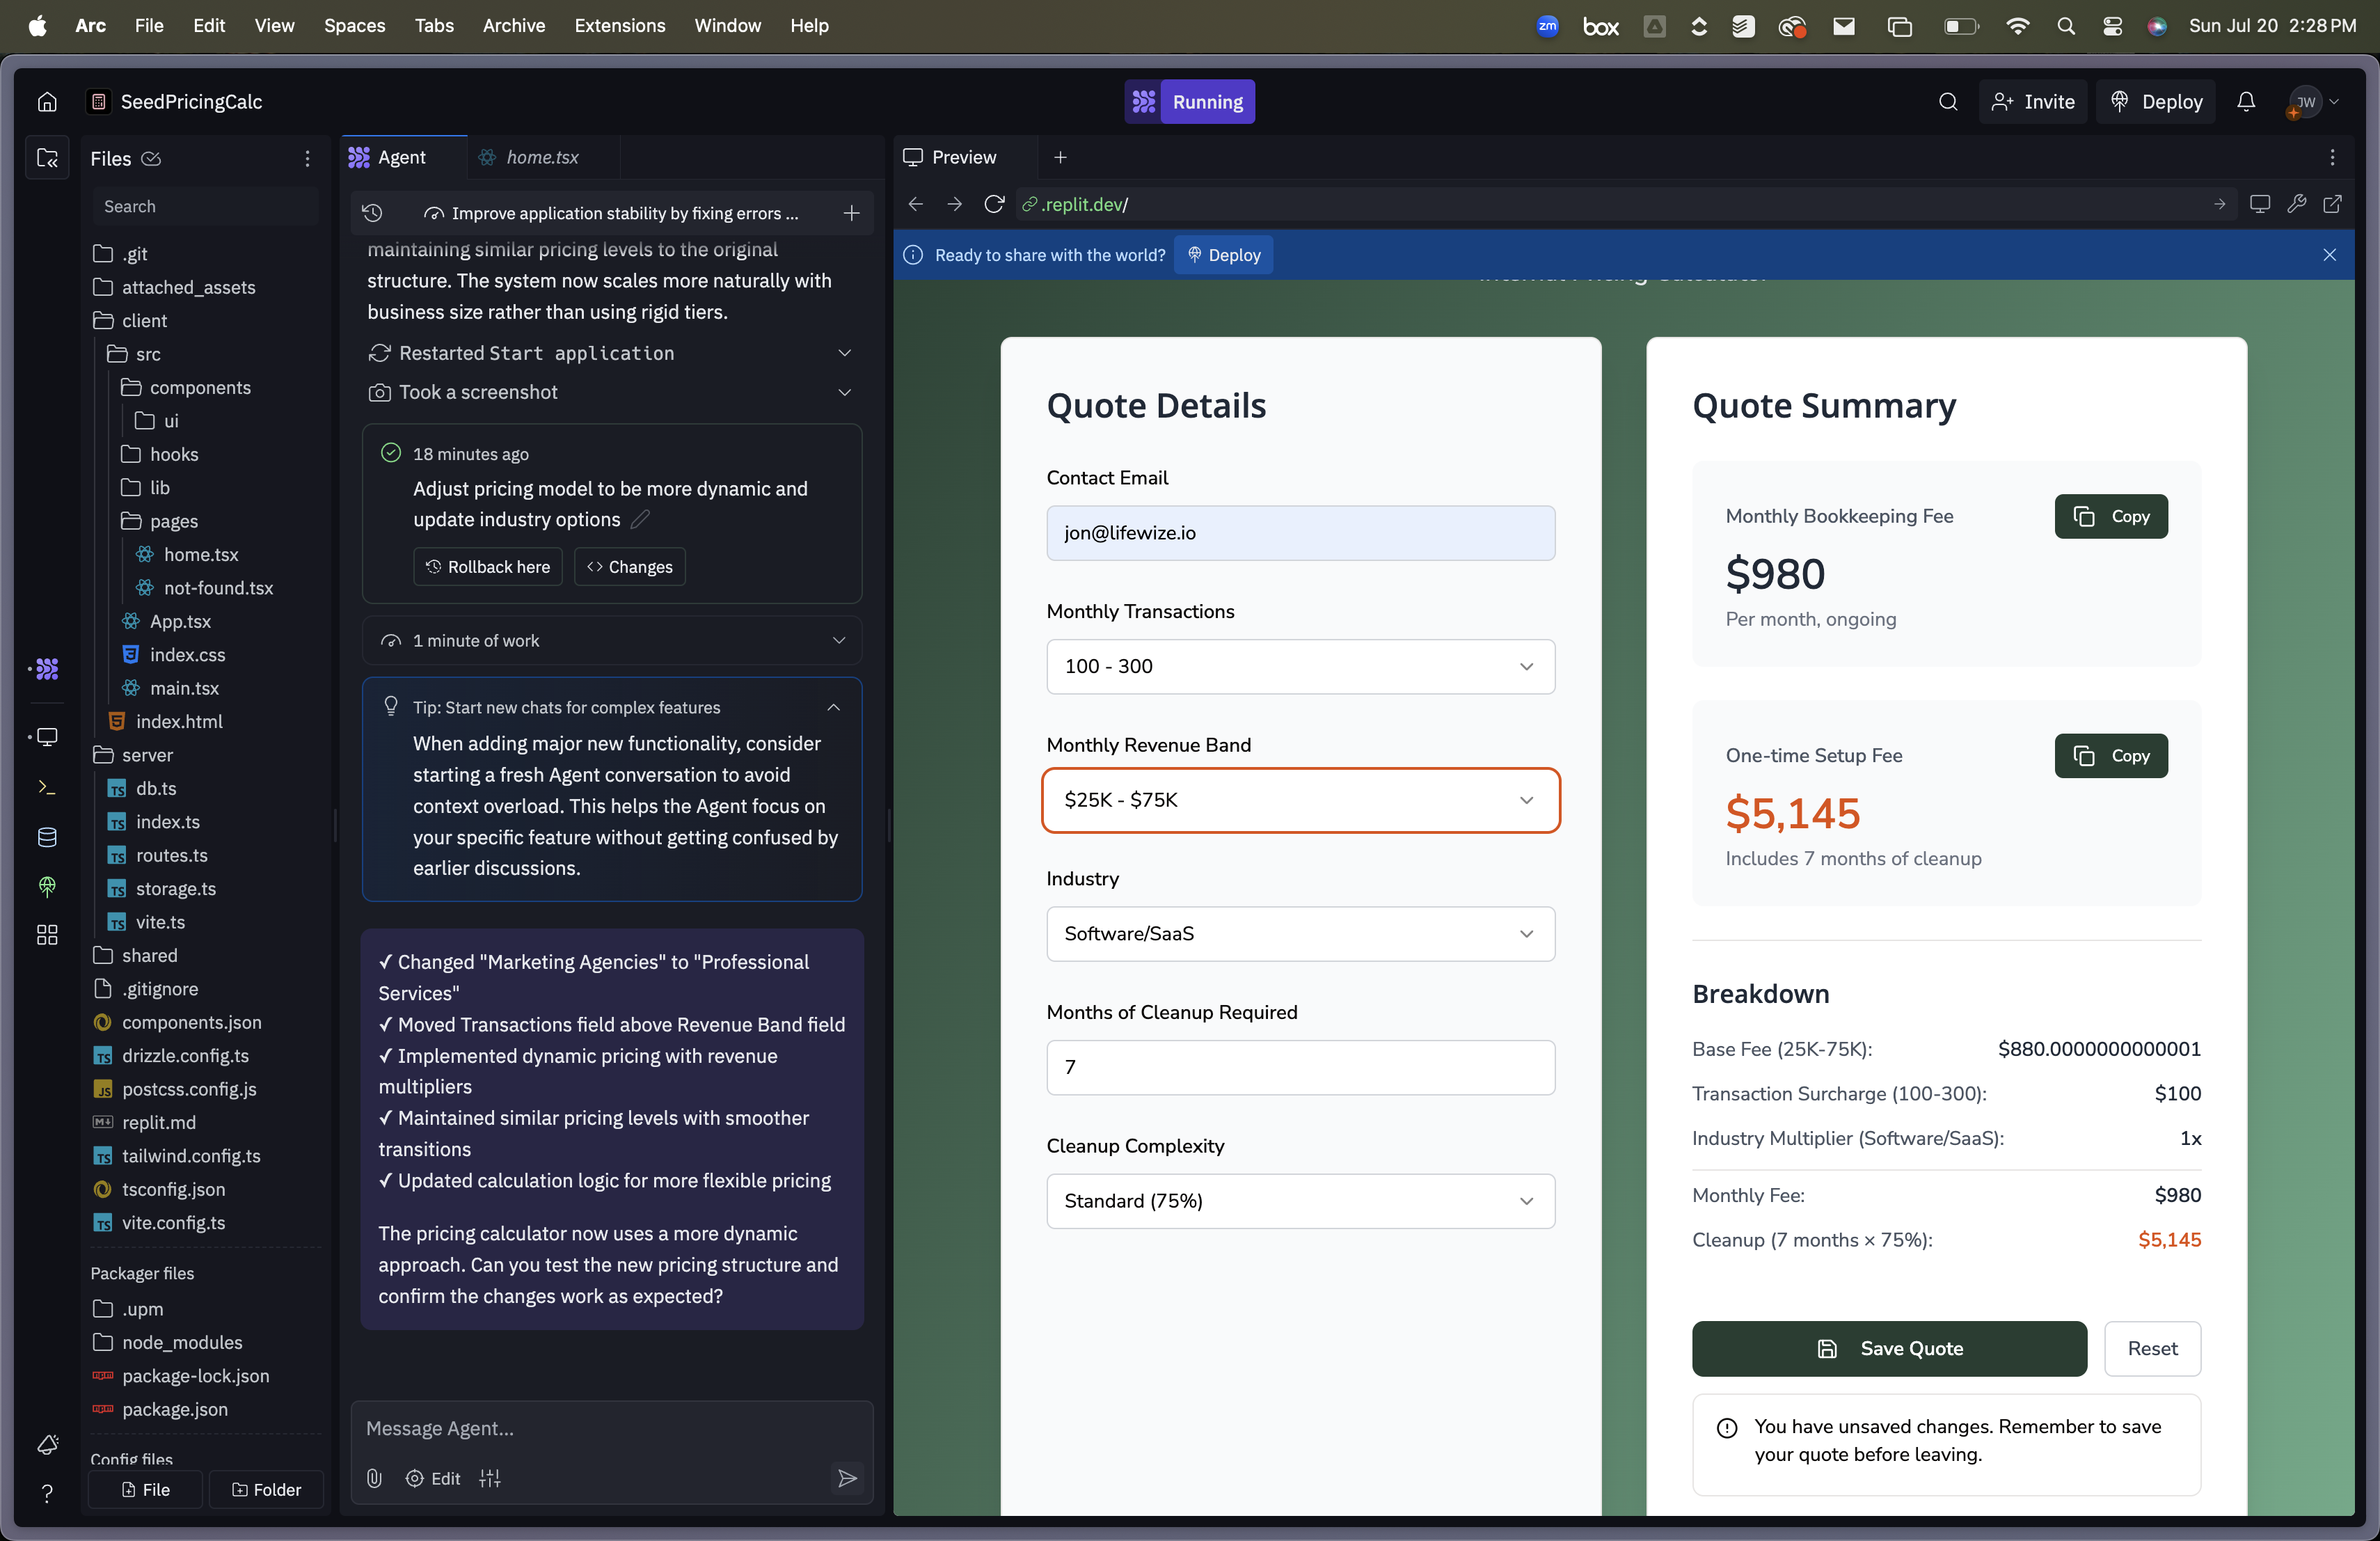 Arc File Edit View Spaces Tabs Archive Extensions Window Help
zm box Sun Jul 20 2:28 PM
SeedPricingCalc
Running
Invite
Deploy
JW
Files
Search
.git
attached_assets
client
src
components
ui
hooks
lib
pages
home.tsx
not-found.tsx
App.tsx
index.css
main.tsx
index.html
server
db.ts
index.ts
routes.ts
storage.ts
vite.ts
shared
.gitignore
components.json
drizzle.config.ts
postcss.config.js
replit.md
tailwind.config.ts
tsconfig.json
vite.config.ts
Packager files
.upm
node_modules
package-lock.json
package.json
Config files
File
Folder
Agent
home.tsx
Improve application stability by fixing errors ...
maintaining similar pricing levels to the original
structure. The system now scales more naturally with
business size rather than using rigid tiers.
Restarted Start application
Took a screenshot
18 minutes ago
Adjust pricing model to be more dynamic and
update industry options
Rollback here
Changes
1 minute of work
Tip: Start new chats for complex features
When adding major new functionality, consider
starting a fresh Agent conversation to avoid
context overload. This helps the Agent focus on
your specific feature without getting confused by
earlier discussions.
✓ Changed "Marketing Agencies" to "Professional
Services"
✓ Moved Transactions field above Revenue Band field
✓ Implemented dynamic pricing with revenue
multipliers
✓ Maintained similar pricing levels with smoother
transitions
✓ Updated calculation logic for more flexible pricing
The pricing calculator now uses a more dynamic
approach. Can you test the new pricing structure and
confirm the changes work as expected?
Message Agent...
Edit
Preview
.replit.dev/
Ready to share with the world?
Deploy
Internal Pricing Calculator
Quote Details
Contact Email
jon@lifewize.io
Monthly Transactions
100 - 300
Monthly Revenue Band
$25K - $75K
Industry
Software/SaaS
Months of Cleanup Required
7
Cleanup Complexity
Standard (75%)
Quote Summary
Monthly Bookkeeping Fee
Copy
$980
Per month, ongoing
One-time Setup Fee
Copy
$5,145
Includes 7 months of cleanup
Breakdown
Base Fee (25K-75K): $880.0000000000001
Transaction Surcharge (100-300): $100
Industry Multiplier (Software/SaaS): 1x
Monthly Fee: $980
Cleanup (7 months × 75%): $5,145
Save Quote
Reset
You have unsaved changes. Remember to save
your quote before leaving.